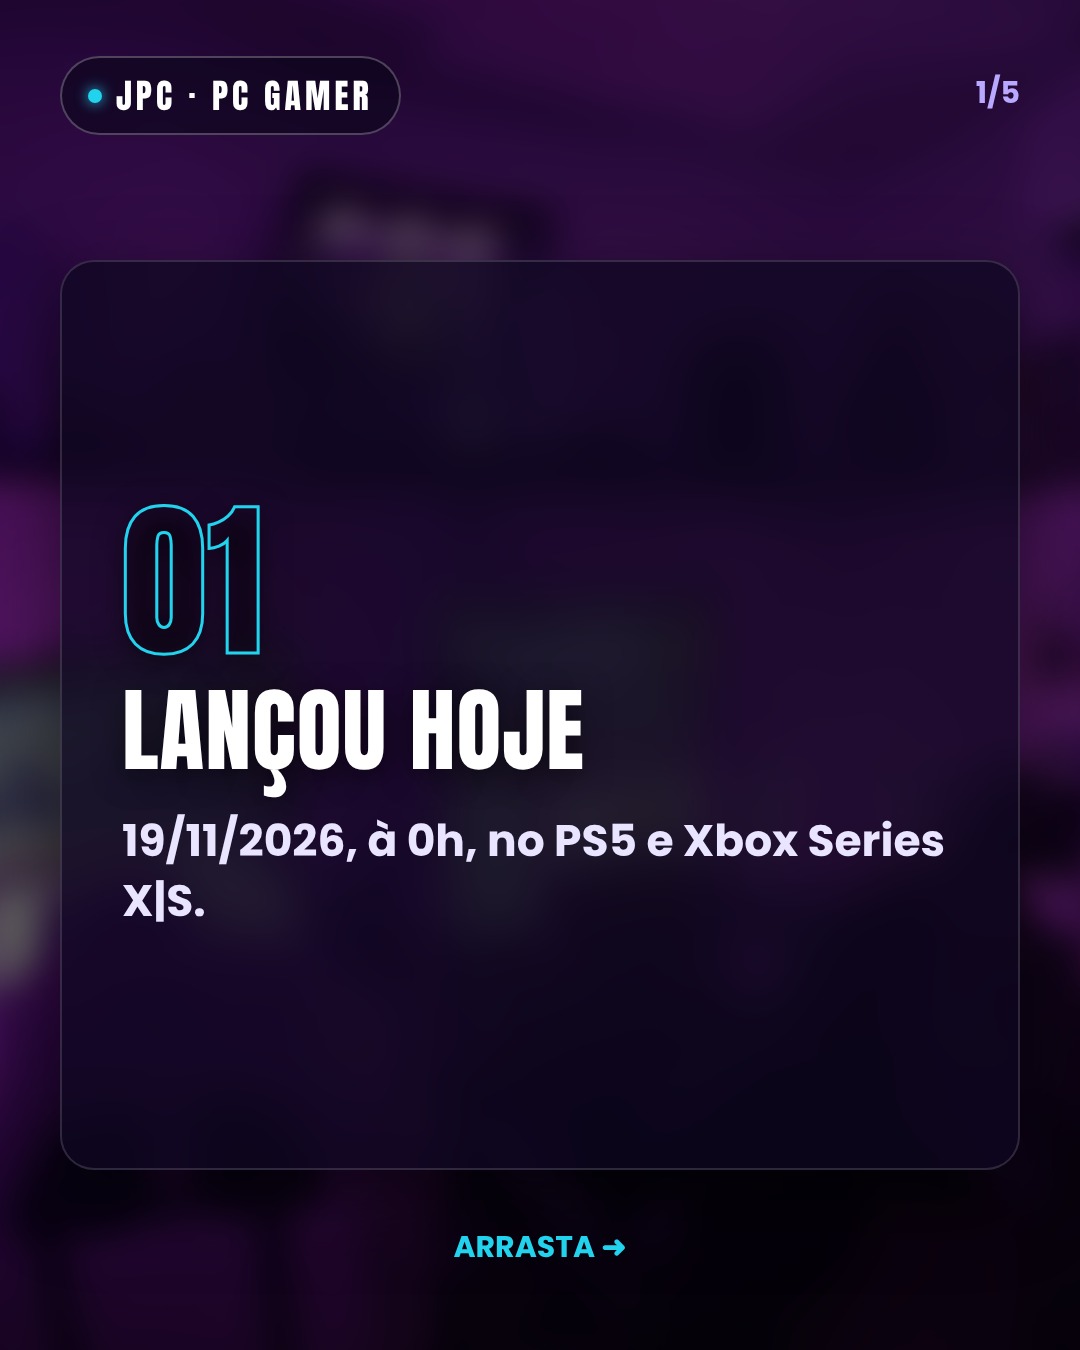 JPC · PC GAMER
1/5
01
LANÇOU HOJE
19/11/2026, à 0h, no PS5 e Xbox Series
X|S.
ARRASTA ➜